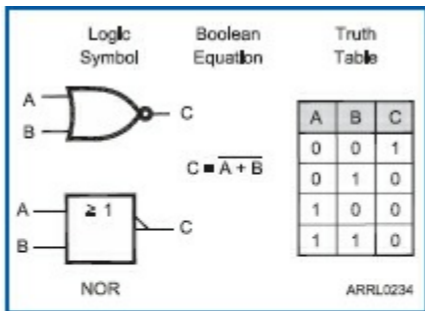 Logic Symbol
Boolean Equation
Truth Table
A
B
C
C = \overline{A + B}
A
B
≥ 1
C
NOR
A B C
0 0 1
0 1 0
1 0 0
1 1 0
ARRL0234